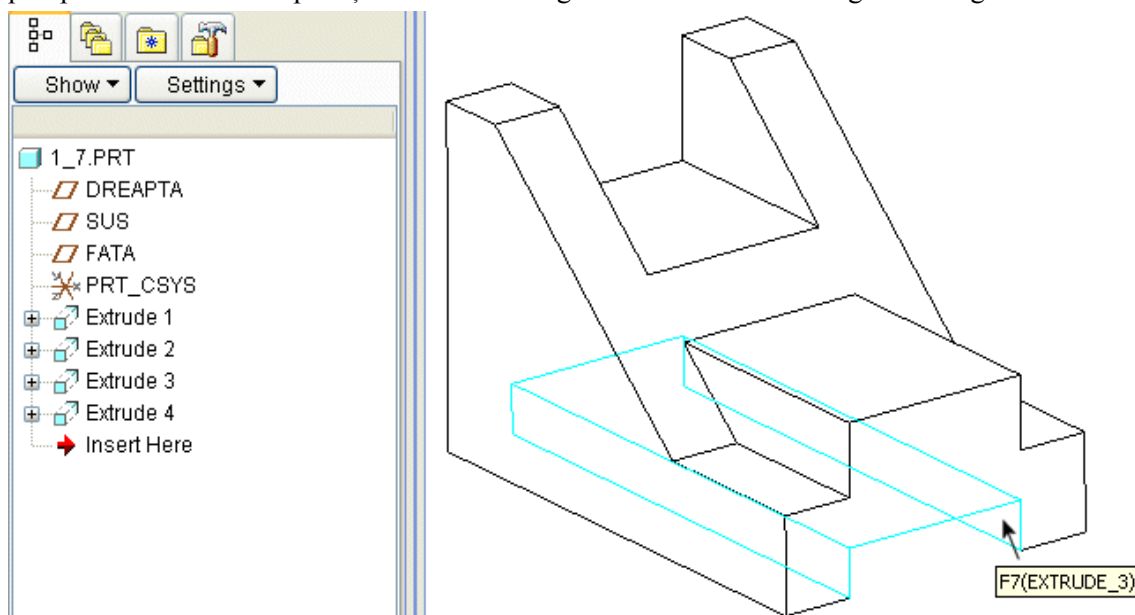 Show Settings
1_7.PRT
DREAPTA
SUS
FATA
PRT_CSYS
Extrude 1
Extrude 2
Extrude 3
Extrude 4
Insert Here
F7(EXTRUDE_3)